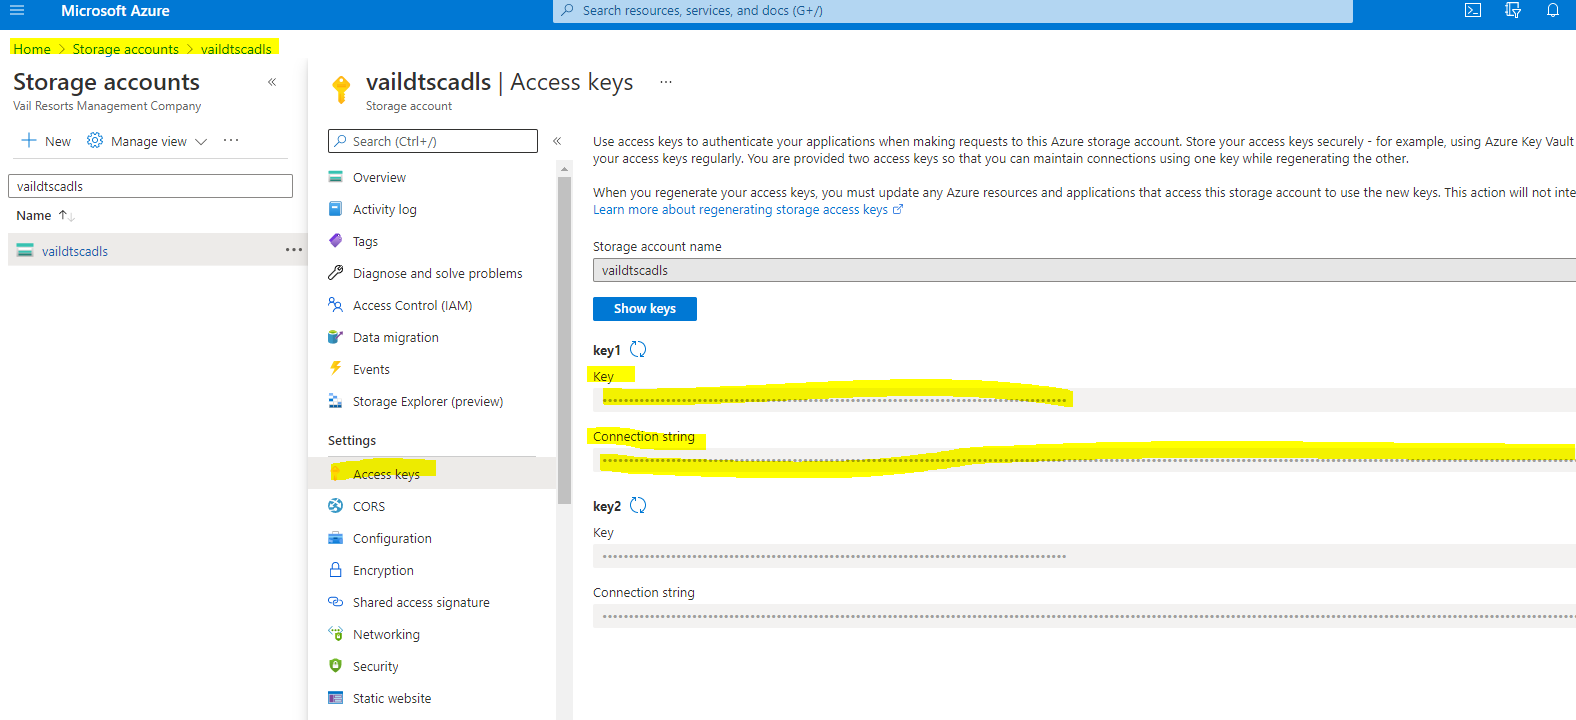 Microsoft Azure
Search resources, services, and docs (G+/)
Home > Storage accounts > vaildtscadls
Storage accounts
Vail Resorts Management Company
New Manage view ...
vaildtscadls
Name
vaildtscadls ...
vaildtscadls | Access keys ...
Storage account
Search (Ctrl+/)
Overview
Activity log
Tags
Diagnose and solve problems
Access Control (IAM)
Data migration
Events
Storage Explorer (preview)
Settings
Access keys
CORS
Configuration
Encryption
Shared access signature
Networking
Security
Static website
Use access keys to authenticate your applications when making requests to this Azure storage account. Store your access keys securely - for example, using Azure Key Vault
your access keys regularly. You are provided two access keys so that you can maintain connections using one key while regenerating the other.
When you regenerate your access keys, you must update any Azure resources and applications that access this storage account to use the new keys. This action will not inte
Learn more about regenerating storage access keys
Storage account name
vaildtscadls
Show keys
key1
Key
Connection string
key2
Key
Connection string